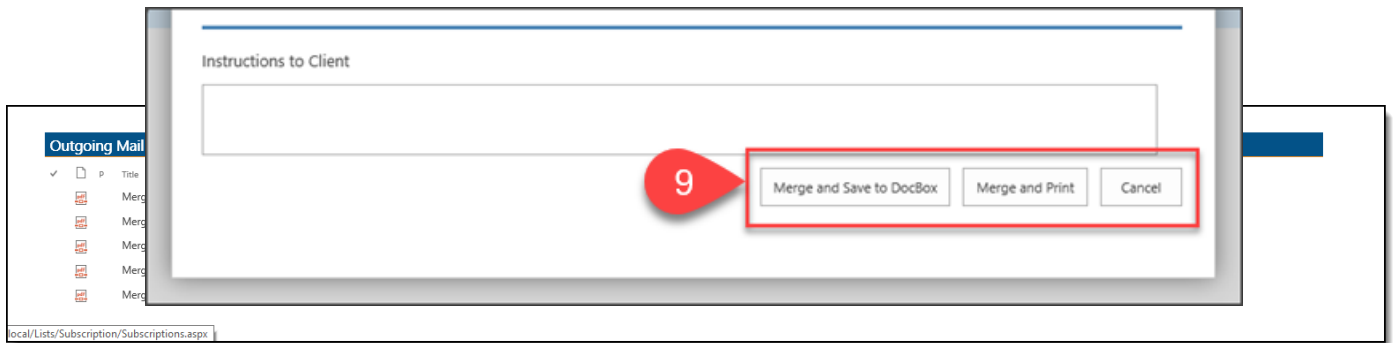 Instructions to Client
9
Merge and Save to DocBox Merge and Print Cancel
Outgoing Mail
P Title
Merg
Merg
Merg
Merg
Merg
local/Lists/Subscription/Subscriptions.aspx